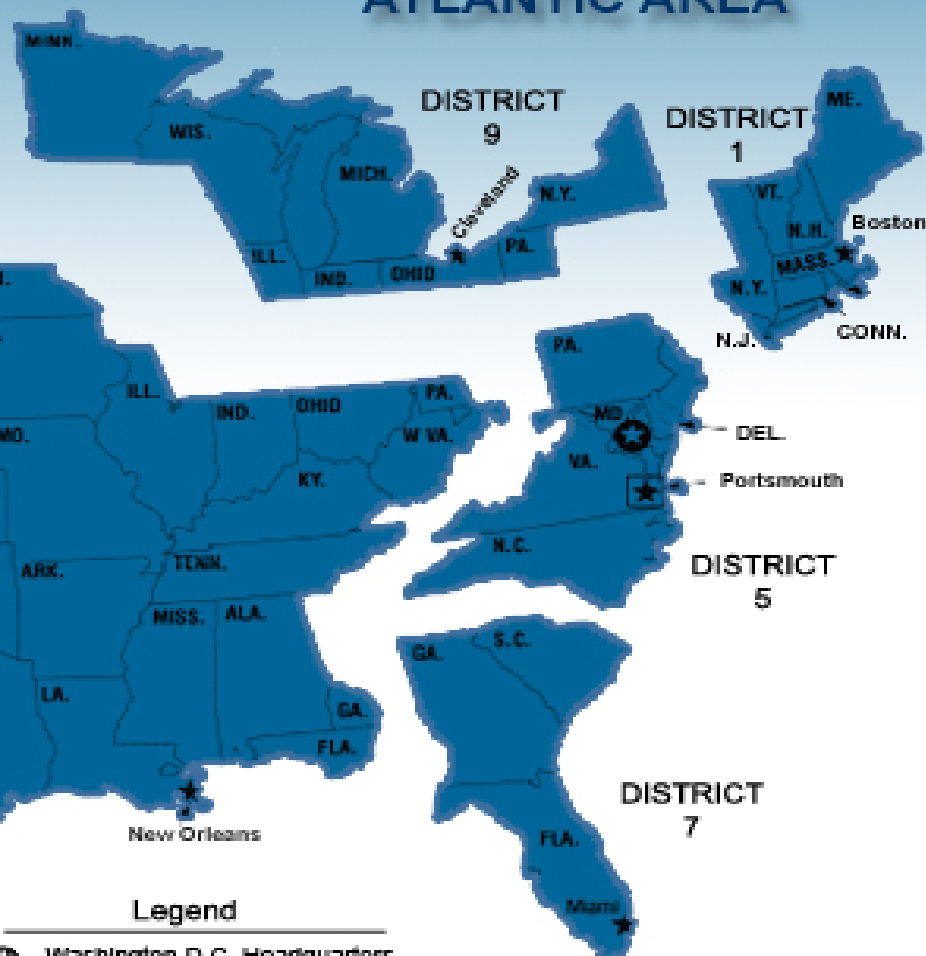 ATLANTIC AREA
MINN.
WIS.
MICH.
ILL.
IND.
OHIO
Cleveland
N.Y.
PA.
DISTRICT
9
DISTRICT
1
ME.
VT.
N.H.
Boston
MASS.
N.Y.
N.J.
CONN.
ILL.
IND.
OHIO
PA.
W VA.
KY.
MO.
ARK.
TENN.
MISS.
ALA.
LA.
GA.
FLA.
New Orleans
PA.
MD.
DEL.
VA.
Portsmouth
N.C.
DISTRICT
5
GA.
S.C.
DISTRICT
7
FLA.
Miami
Legend
Washington D.C. Headquarters